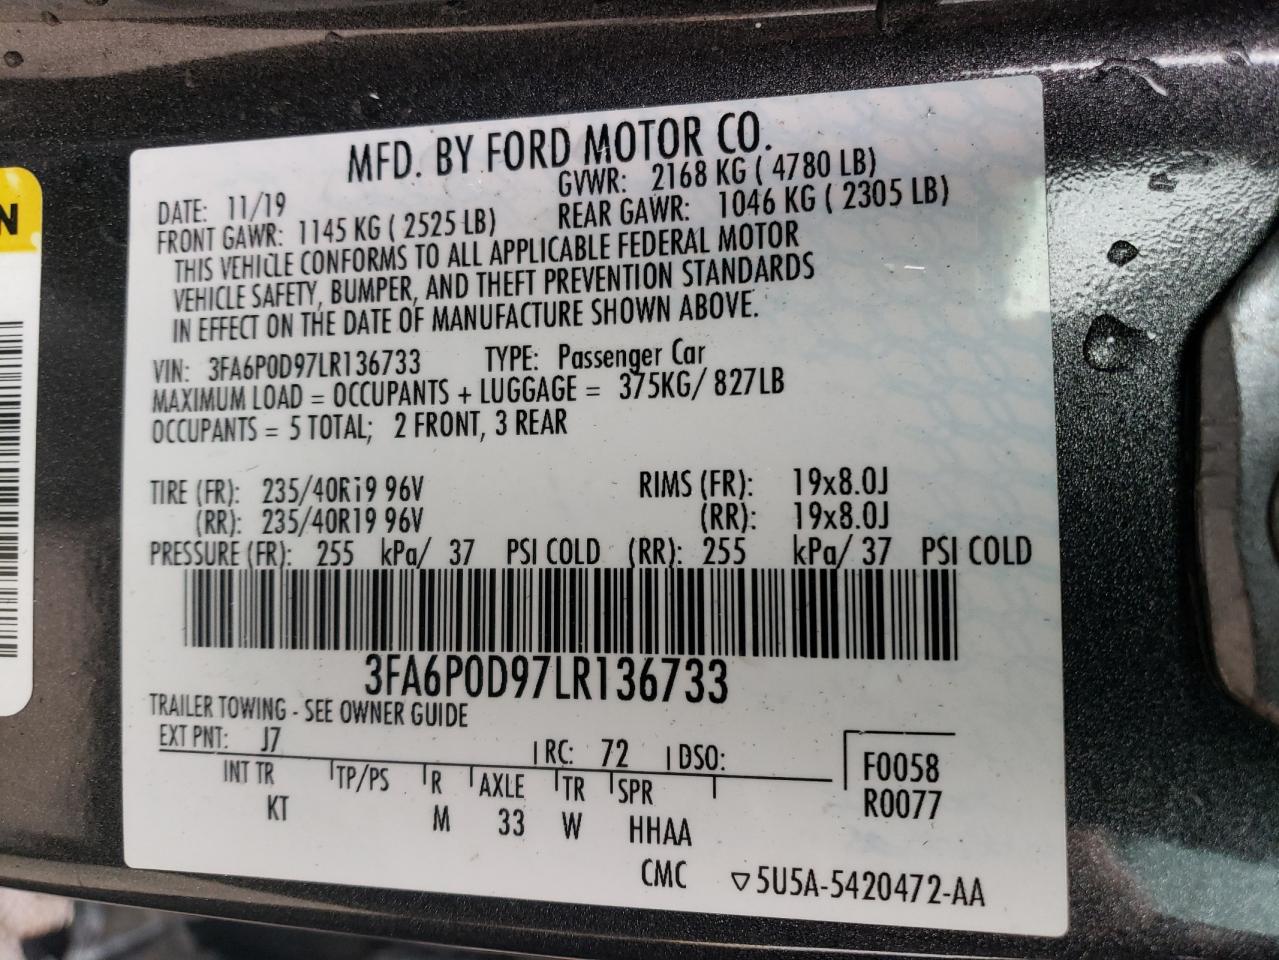 N
MFD. BY FORD MOTOR CO.
DATE: 11/19 GVWR: 2168 KG ( 4780 LB)
FRONT GAWR: 1145 KG ( 2525 LB) REAR GAWR: 1046 KG ( 2305 LB)
THIS VEHICLE CONFORMS TO ALL APPLICABLE FEDERAL MOTOR
VEHICLE SAFETY, BUMPER, AND THEFT PREVENTION STANDARDS
IN EFFECT ON THE DATE OF MANUFACTURE SHOWN ABOVE.
VIN: 3FA6P0D97LR136733 TYPE: Passenger Car
MAXIMUM LOAD = OCCUPANTS + LUGGAGE = 375KG/ 827LB
OCCUPANTS = 5 TOTAL; 2 FRONT, 3 REAR
TIRE (FR): 235/40R19 96V RIMS (FR): 19x8.0J
(RR): 235/40R19 96V (RR): 19x8.0J
PRESSURE (FR): 255 kPa/ 37 PSI COLD (RR): 255 kPa/ 37 PSI COLD
3FA6P0D97LR136733
TRAILER TOWING - SEE OWNER GUIDE
EXT PNT: J7 RC: 72 DSO: F0058
INT TR TP/PS R AXLE TR SPR R0077
KT M 33 W HHAA
CMC ▽5U5A-5420472-AA